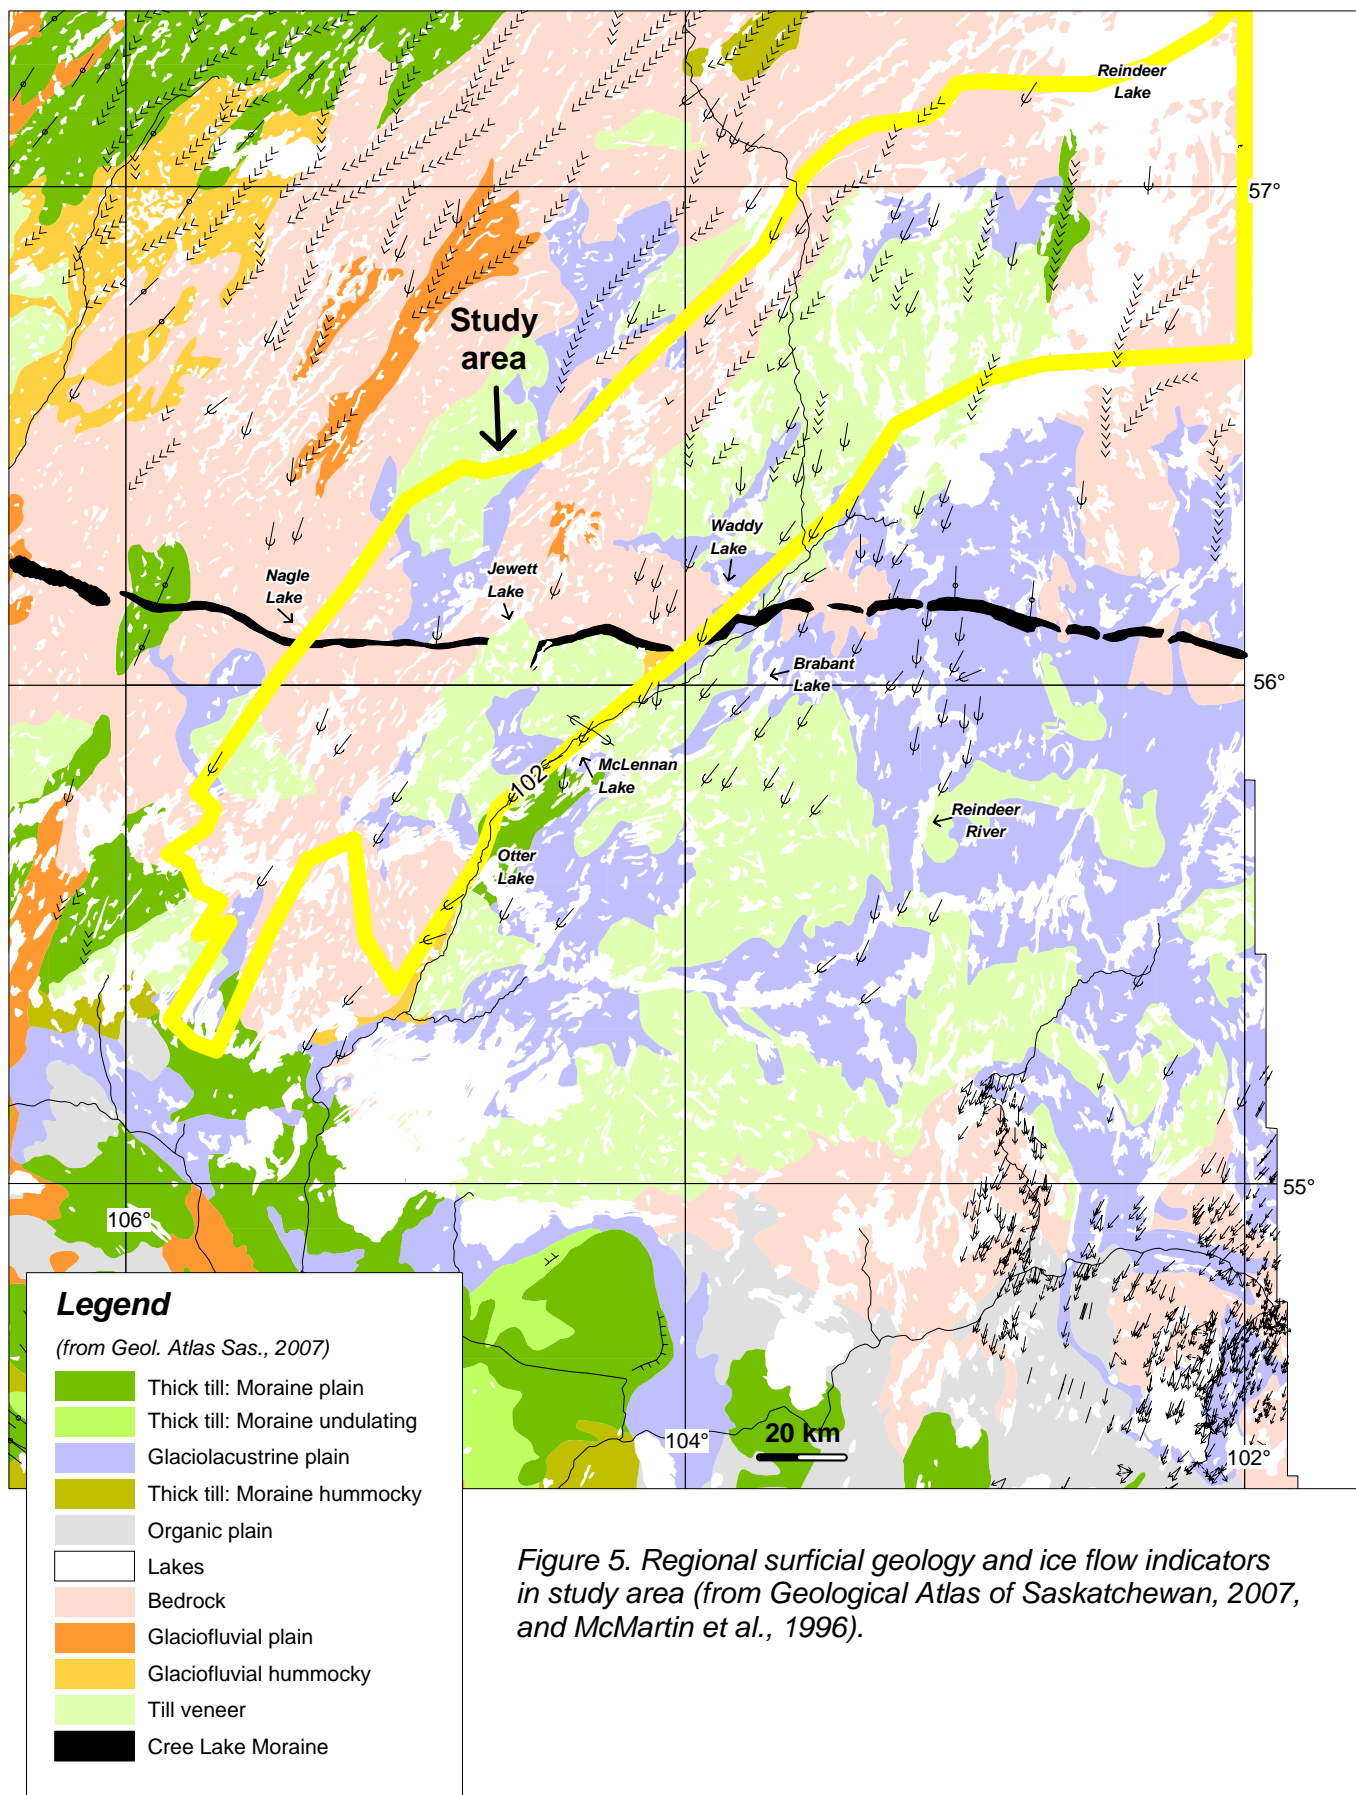 Reindeer
Lake
57°
Study
area
Waddy
Lake
Nagle
Lake
Jewett
Lake
Brabant
Lake
56°
102
McLennan
Lake
Reindeer
River
Otter
Lake
55°
106°
104°
20 km
102°
Legend
(from Geol. Atlas Sas., 2007)
Thick till: Moraine plain
Thick till: Moraine undulating
Glaciolacustrine plain
Thick till: Moraine hummocky
Organic plain
Lakes
Bedrock
Glaciofluvial plain
Glaciofluvial hummocky
Till veneer
Cree Lake Moraine
Figure 5. Regional surficial geology and ice flow indicators
in study area (from Geological Atlas of Saskatchewan, 2007,
and McMartin et al., 1996).